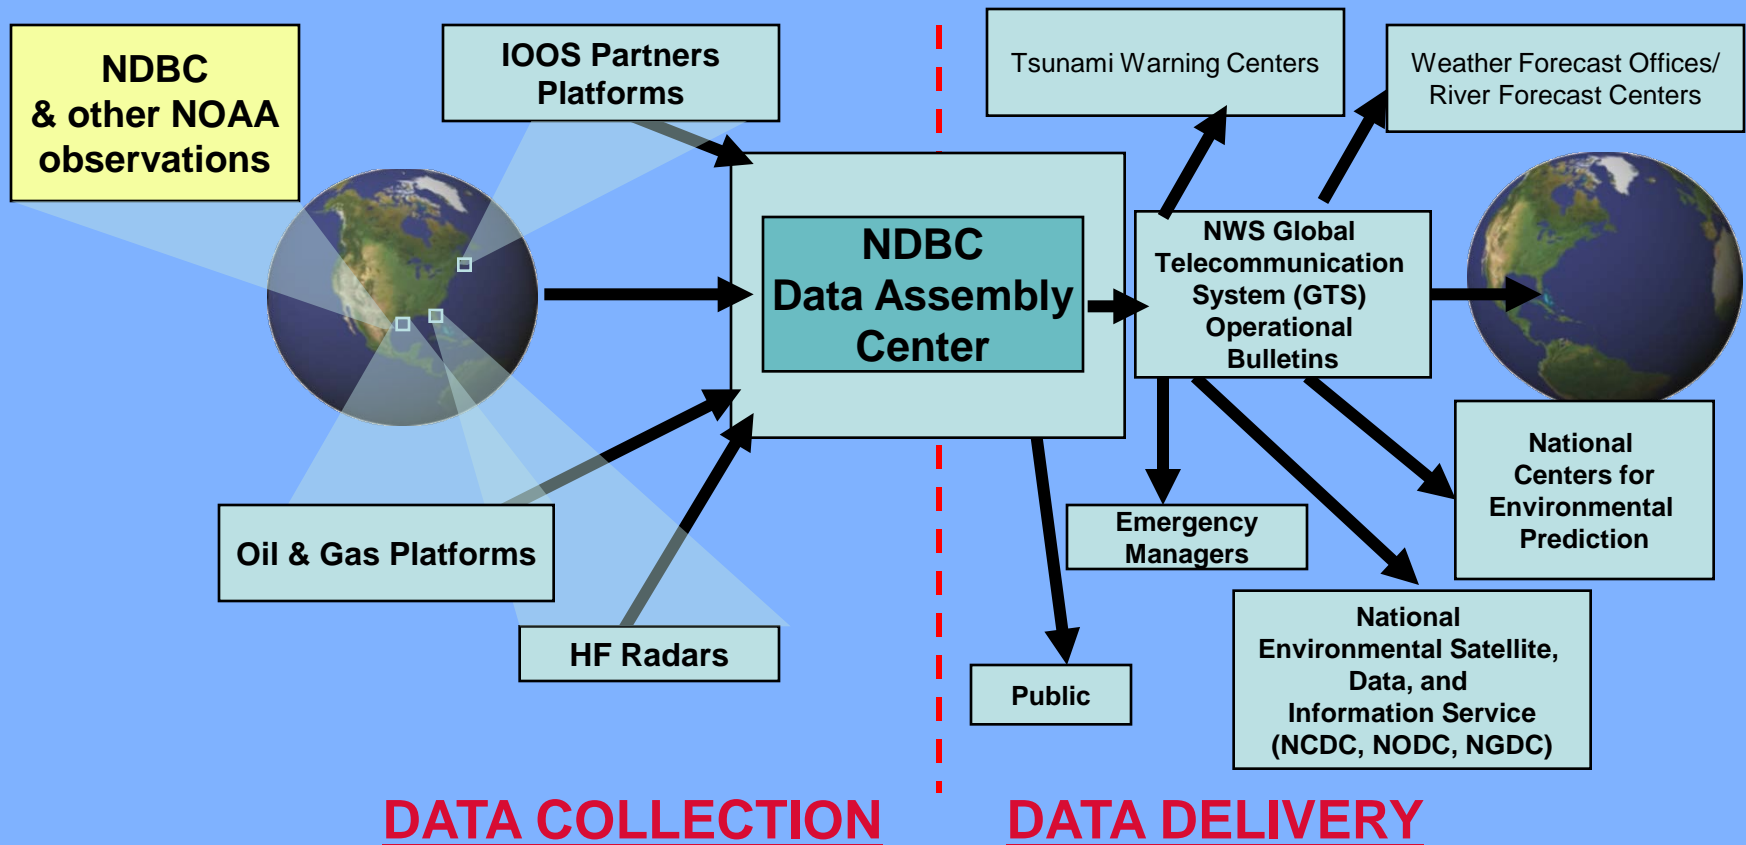 NDBC
& other NOAA
observations
IOOS Partners
Platforms
Tsunami Warning Centers
Weather Forecast Offices/
River Forecast Centers
NDBC
Data Assembly
Center
NWS Global
Telecommunication
System (GTS)
Operational
Bulletins
National
Centers for
Environmental
Prediction
Oil & Gas Platforms
Emergency
Managers
HF Radars
Public
National
Environmental Satellite,
Data, and
Information Service
(NCDC, NODC, NGDC)
DATA COLLECTION
DATA DELIVERY